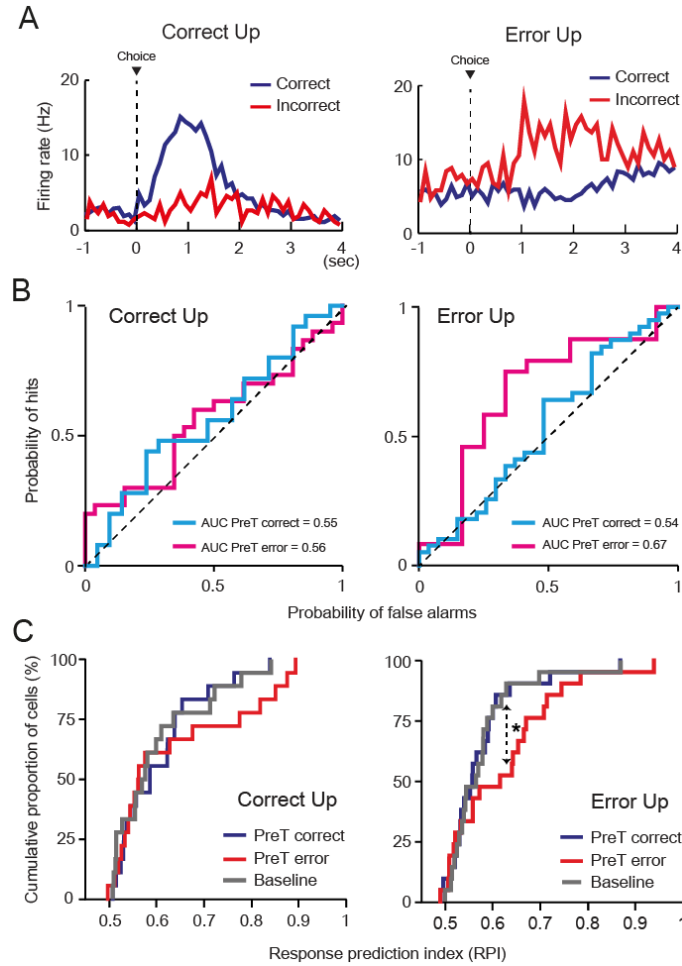 A
Correct Up
Error Up
Choice
Choice
Correct
Incorrect
Correct
Incorrect
Firing rate (Hz)
20
15
10
5
0
20
10
0
-1 0 1 2 3 4
(sec)
-1 0 1 2 3 4
B
Correct Up
Error Up
Probability of hits
1
0.5
0
1
0.5
0
AUC PreT correct = 0.55
AUC PreT error = 0.56
AUC PreT correct = 0.54
AUC PreT error = 0.67
0.5 1
0 0.5 1
Probability of false alarms
C
Cumulative proportion of cells (%)
100
75
50
25
0
100
75
50
25
0
*
Correct Up
PreT correct
PreT error
Baseline
Error Up
PreT correct
PreT error
Baseline
0.5 0.6 0.7 0.8 0.9 1
0.5 0.6 0.7 0.8 0.9 1
Response prediction index (RPI)